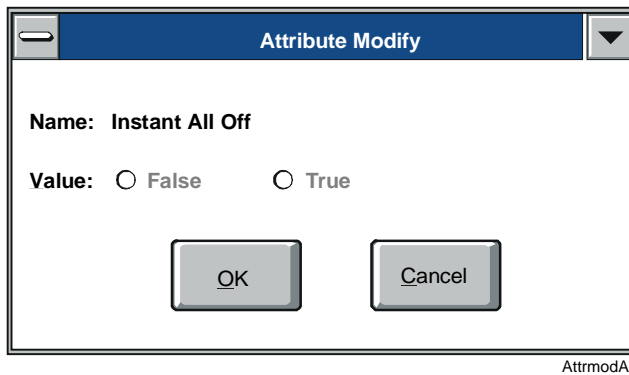 Attribute Modify
Name: Instant All Off
Value: False True
OK Cancel
AttrmodA